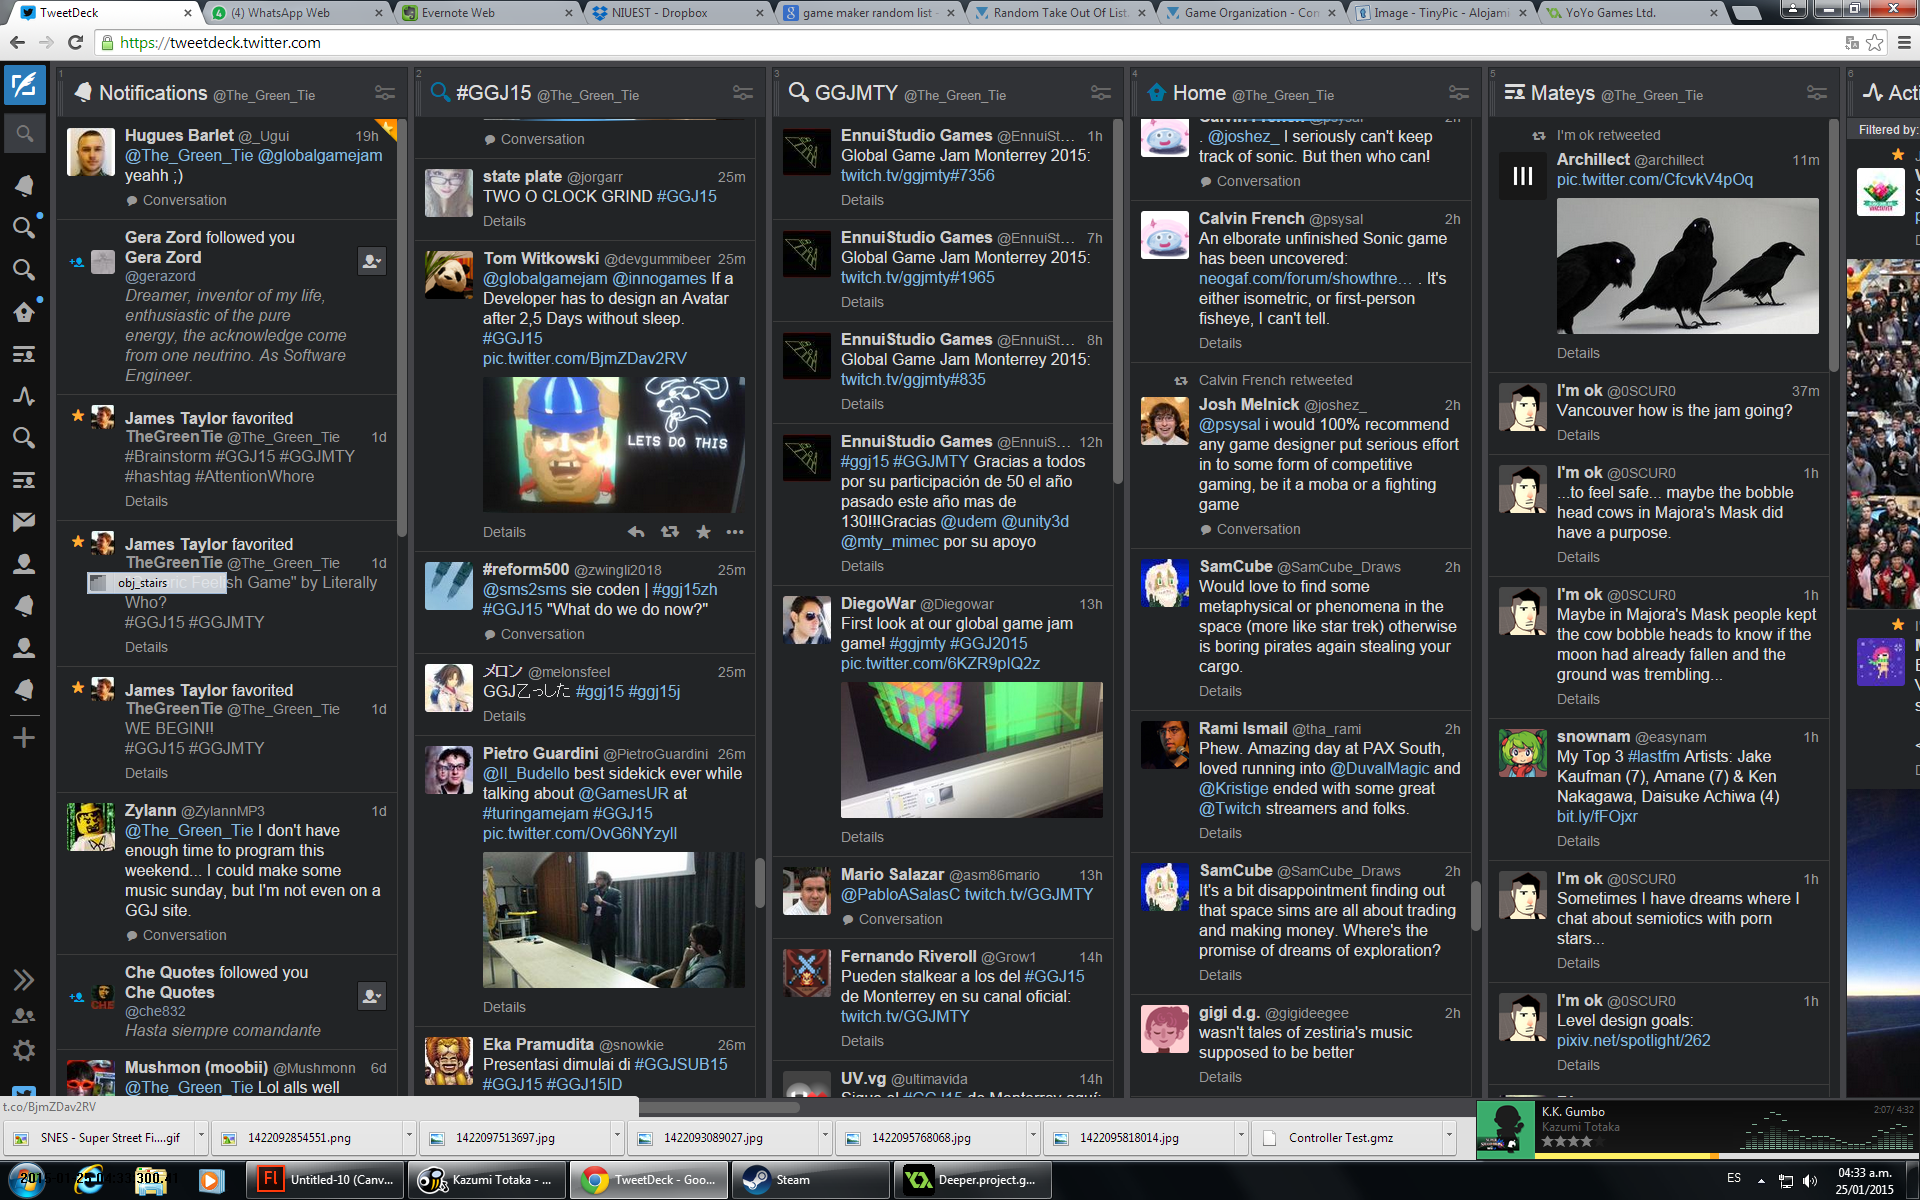 TweetDeck
(4) WhatsApp Web
Evernote Web
NIUEST - Dropbox
game maker random list -
Random Take Out Of List.
Game Organization - Con
Image - TinyPic - Alojami
YoYo Games Ltd.
https://tweetdeck.twitter.com
1
Notifications @The_Green_Tie
Hugues Barlet @_Ugui 19h
@The_Green_Tie @globalgamejam
yeahh ;)
Conversation
Gera Zord followed you
Gera Zord
@gerazord
Dreamer, inventor of my life,
enthusiastic of the pure
energy, the acknowledge come
from one neutrino. As Software
Engineer.
James Taylor favorited
TheGreenTie @The_Green_Tie 1d
#Brainstorm #GGJ15 #GGJMTY
#hashtag #AttentionWhore
Details
James Taylor favorited
TheGreenTie @The_Green_Tie 1d
obj_stairs
Game" by Literally
Who?
#GGJ15 #GGJMTY
Details
James Taylor favorited
TheGreenTie @The_Green_Tie 1d
WE BEGIN!!
#GGJ15 #GGJMTY
Details
Zylann @ZylannMP3 1d
@The_Green_Tie I don't have
enough time to program this
weekend... I could make some
music sunday, but I'm not even on a
GGJ site.
Conversation
Che Quotes followed you
Che Quotes
@che832
Hasta siempre comandante
Mushmon (moobii) @Mushmonn 6d
@The_Green_Tie Lol alls well
2
#GGJ15 @The_Green_Tie
Conversation
state plate @jorgarr 25m
TWO O CLOCK GRIND #GGJ15
Details
Tom Witkowski @devgummibeer 25m
@globalgamejam @innogames If a
Developer has to design an Avatar
after 2,5 Days without sleep.
#GGJ15
pic.twitter.com/BjmZDav2RV
LETS DO THIS
Details
#reform500 @zwingli2018 25m
@sms2sms sie coden | #ggj15zh
#GGJ15 "What do we do now?"
Conversation
メロン @melonsfeel 25m
GGJ乙っした #ggj15 #ggj15j
Details
Pietro Guardini @PietroGuardini 26m
@Il_Budello best sidekick ever while
talking about @GamesUR at
#turingamejam #GGJ15
pic.twitter.com/OvG6NYzyll
Details
Eka Pramudita @snowkie 26m
Presentasi dimulai di #GGJSUB15
#GGJ15 #GGJ15ID
3
GGJMTY @The_Green_Tie
EnnuiStudio Games @EnnuiSt... 1h
Global Game Jam Monterrey 2015:
twitch.tv/ggjmty#7356
Details
EnnuiStudio Games @EnnuiSt... 7h
Global Game Jam Monterrey 2015:
twitch.tv/ggjmty#1965
Details
EnnuiStudio Games @EnnuiSt... 8h
Global Game Jam Monterrey 2015:
twitch.tv/ggjmty#835
Details
EnnuiStudio Games @EnnuiS... 12h
#ggj15 #GGJMTY Gracias a todos
por su participación de 50 el año
pasado este año mas de
130!!!Gracias @udem @unity3d
@mty_mimec por su apoyo
Details
DiegoWar @Diegowar 13h
First look at our global game jam
game! #ggjmty #GGJ2015
pic.twitter.com/6KZR9pIQ2z
Details
Mario Salazar @asm86mario 13h
@PabloASalasC twitch.tv/GGJMTY
Conversation
Fernando Riveroll @Grow1 14h
Pueden stalkear a los del #GGJ15
de Monterrey en su canal oficial:
twitch.tv/GGJMTY
Details
UV.vg @ultimavida 14h
Sigue el #GGJ15 de Monterrey aquí:
4
Home @The_Green_Tie
Calvin French @psysal 2h
. @joshez_ I seriously can't keep
track of sonic. But then who can!
Conversation
Calvin French @psysal 2h
An elborate unfinished Sonic game
has been uncovered:
neogaf.com/forum/showthre... . It's
either isometric, or first-person
fisheye, I can't tell.
Details
Calvin French retweeted
Josh Melnick @joshez_ 2h
@psysal i would 100% recommend
any game designer put serious effort
in to some form of competitive
gaming, be it a moba or a fighting
game
Conversation
SamCube @SamCube_Draws 2h
Would love to find some
metaphysical or phenomena in the
space (more like star trek) otherwise
is boring pirates again stealing your
cargo.
Details
Rami Ismail @tha_rami 2h
Phew. Amazing day at PAX South,
loved running into @DuvalMagic and
@Kristige ended with some great
@Twitch streamers and folks.
Details
SamCube @SamCube_Draws 2h
It's a bit disappointment finding out
that space sims are all about trading
and making money. Where's the
promise of dreams of exploration?
Details
gigi d.g. @gigideegee 2h
wasn't tales of zestiria's music
supposed to be better
Details
5
Mateys @The_Green_Tie
I'm ok retweeted
Archillect @archillect 11m
pic.twitter.com/CfcvkV4pOq
Details
I'm ok @0SCUR0 37m
Vancouver how is the jam going?
Details
I'm ok @0SCUR0 1h
...to feel safe... maybe the bobble
head cows in Majora's Mask did
have a purpose.
Details
I'm ok @0SCUR0 1h
Maybe in Majora's Mask people kept
the cow bobble heads to know if the
moon had already fallen and the
ground was trembling...
Details
snownam @easynam 1h
My Top 3 #lastfm Artists: Jake
Kaufman (7), Amane (7) & Ken
Nakagawa, Daisuke Achiwa (4)
bit.ly/fFOjxr
Details
I'm ok @0SCUR0 1h
Sometimes I have dreams where I
chat about semiotics with porn
stars...
Details
I'm ok @0SCUR0 1h
Level design goals:
pixiv.net/spotlight/262
Details
6
Acti
Filtered by:
t.co/BjmZDav2RV
SNES - Super Street Fi....gif
1422092854551.png
1422097513697.jpg
1422093089027.jpg
1422095768068.jpg
1422095818014.jpg
Controller Test.gmz
K.K. Gumbo
Kazumi Totaka
2:07/ 4:32
Untitled-10 (Canv...
Kazumi Totaka - ...
TweetDeck - Goo...
Steam
Deeper.project.g...
ES
04:33 a.m.
25/01/2015